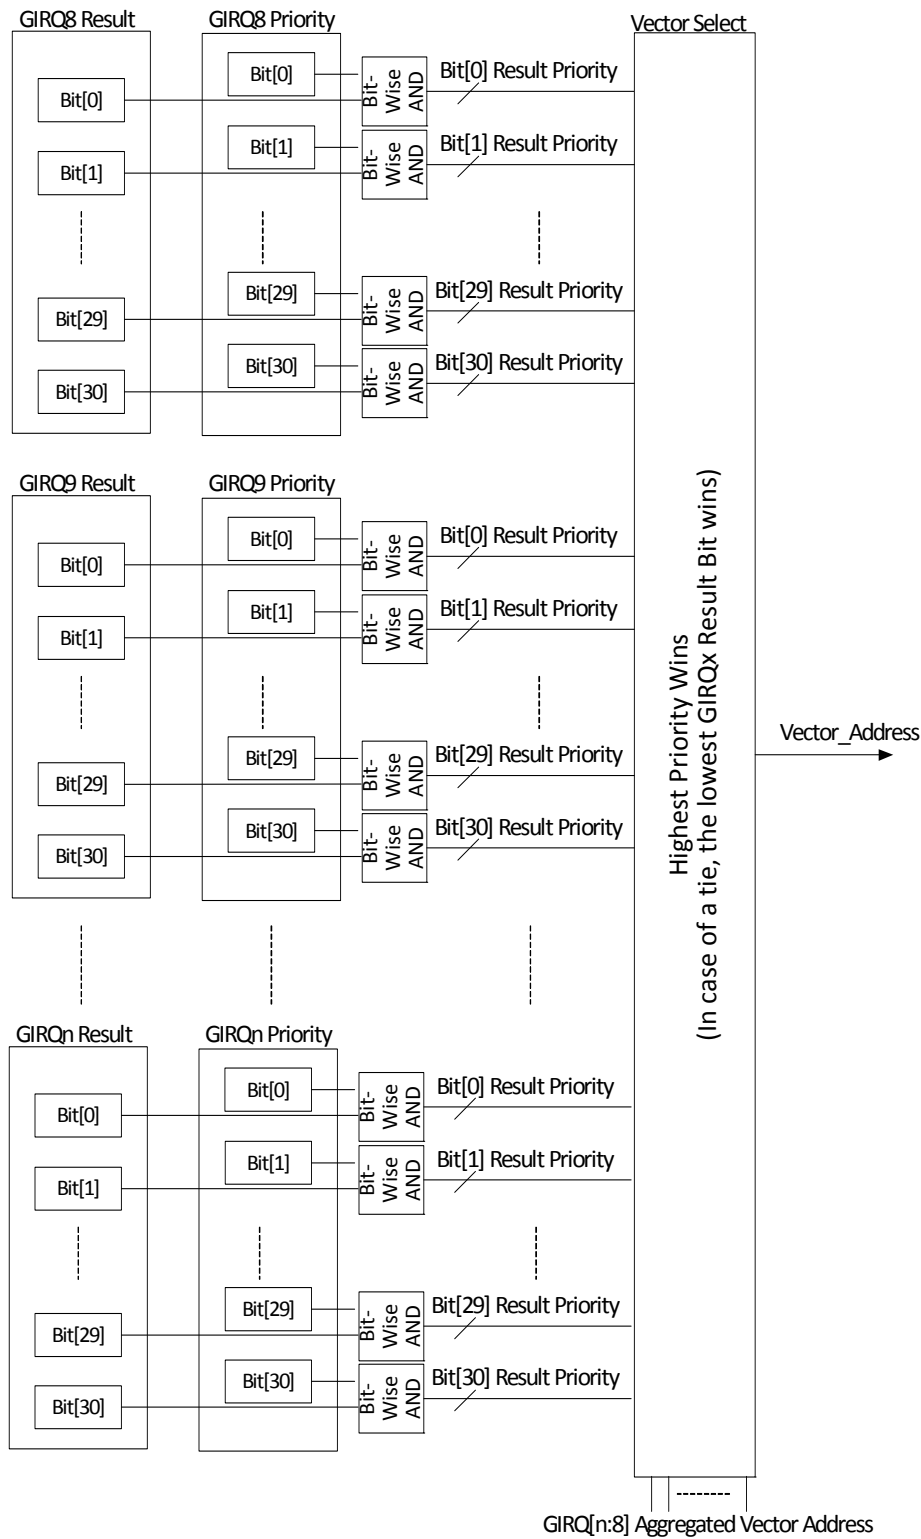 GIRQ8 Result
GIRQ8 Priority
Vector Select
Bit[0]
Bit[0]
Bit-
Wise
AND
Bit[0] Result Priority
Bit[1]
Bit[1]
Bit-
Wise
AND
Bit[1] Result Priority
Bit[29]
Bit[29]
Bit-
Wise
AND
Bit[29] Result Priority
Bit[30]
Bit[30]
Bit-
Wise
AND
Bit[30] Result Priority
GIRQ9 Result
GIRQ9 Priority
Bit[0]
Bit[0]
Bit-
Wise
AND
Bit[0] Result Priority
Bit[1]
Bit[1]
Bit-
Wise
AND
Bit[1] Result Priority
Bit[29]
Bit[29]
Bit-
Wise
AND
Bit[29] Result Priority
Bit[30]
Bit[30]
Bit-
Wise
AND
Bit[30] Result Priority
Highest Priority Wins
(In case of a tie, the lowest GIRQx Result Bit wins)
Vector_Address
GIRQn Result
GIRQn Priority
Bit[0]
Bit[0]
Bit-
Wise
AND
Bit[0] Result Priority
Bit[1]
Bit[1]
Bit-
Wise
AND
Bit[1] Result Priority
Bit[29]
Bit[29]
Bit-
Wise
AND
Bit[29] Result Priority
Bit[30]
Bit[30]
Bit-
Wise
AND
Bit[30] Result Priority
GIRQ[n:8] Aggregated Vector Address